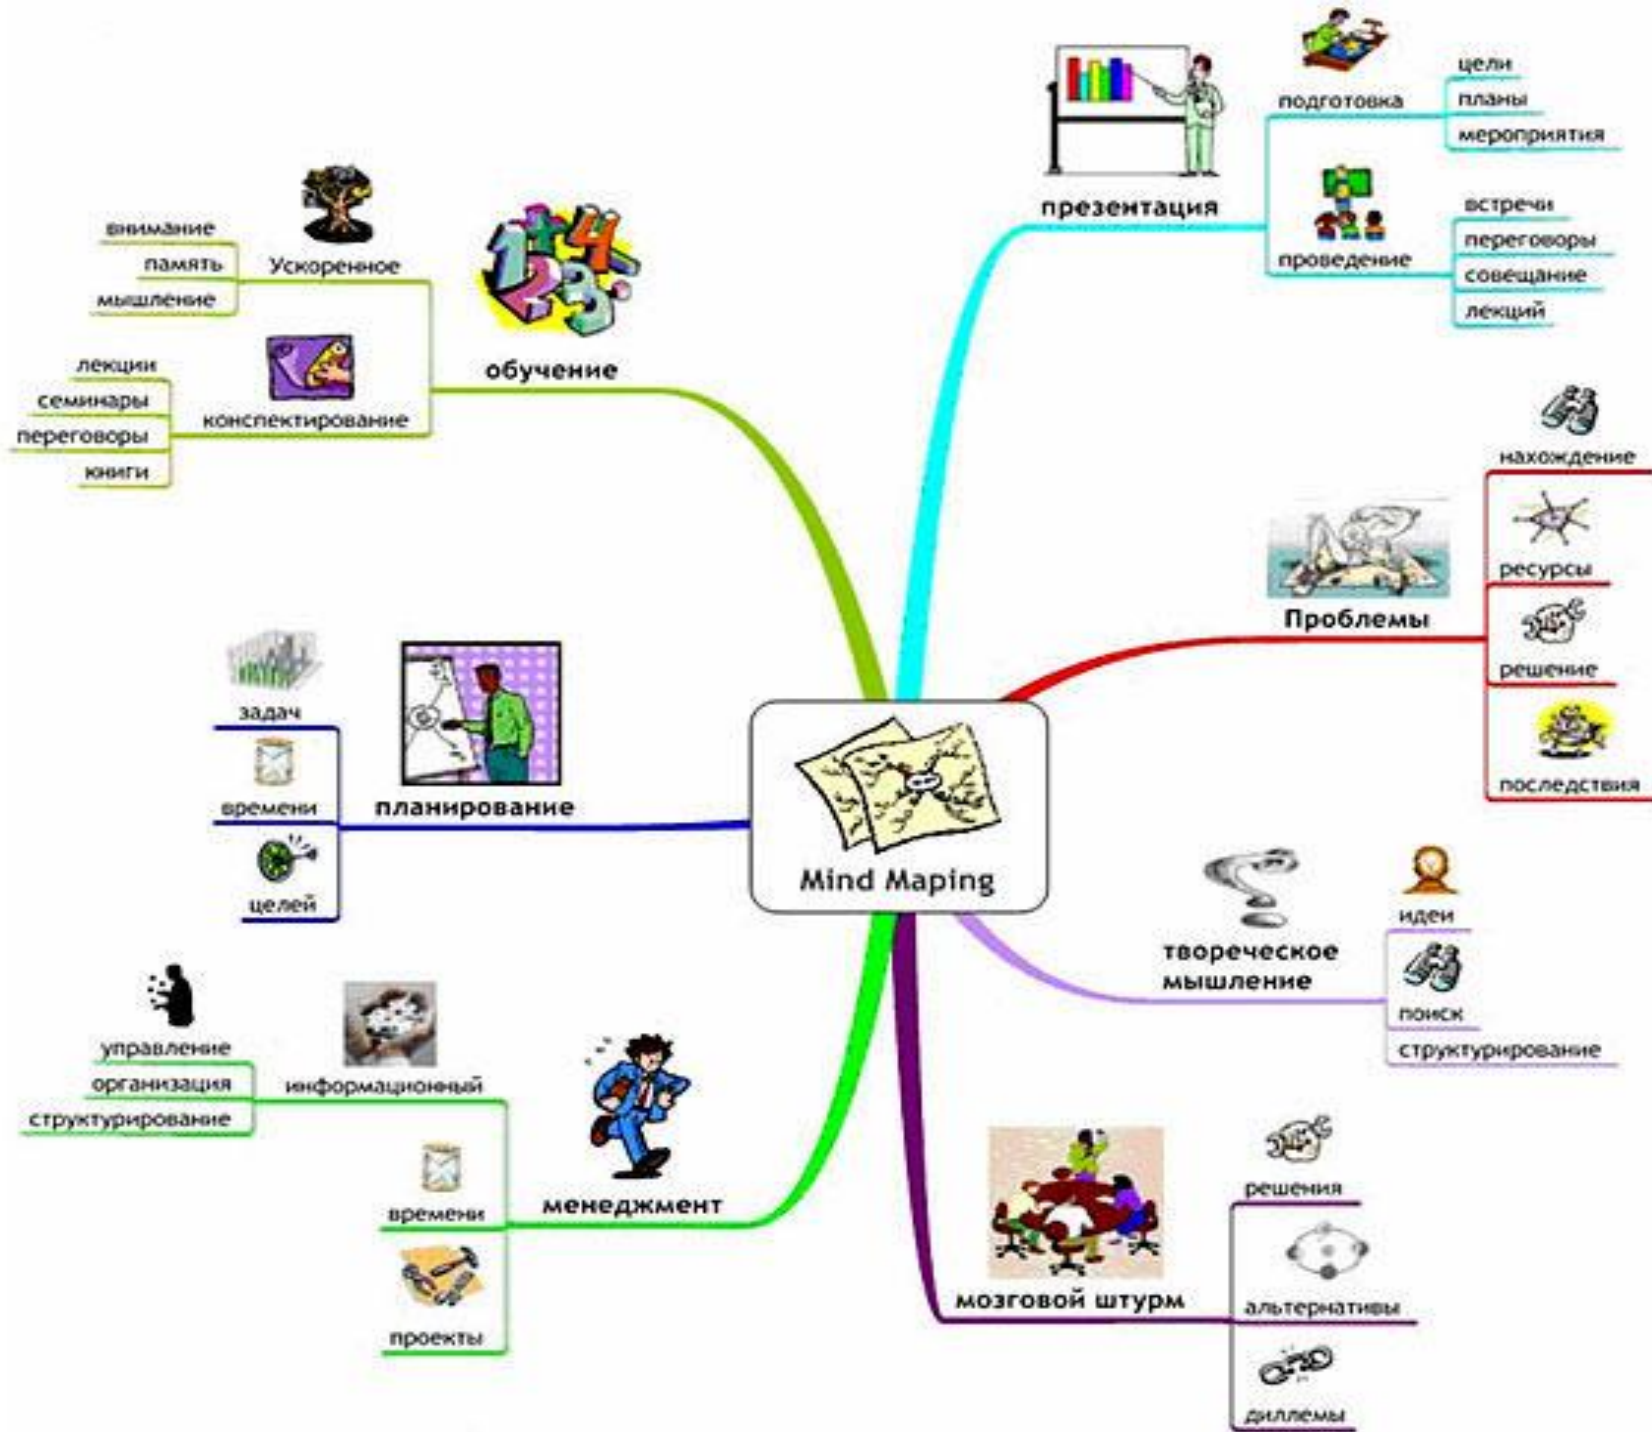 Mind Maping
презентация
подготовка
цели
планы
мероприятия
проведение
встречи
переговоры
совещание
лекций
Проблемы
нахождение
ресурсы
решение
последствия
твореческое
мышление
идеи
поиск
структурирование
мозговой штурм
решения
альтернативы
диллемы
менеджмент
информационный
управление
организация
структурирование
времени
проекты
планирование
задач
времени
целей
обучение
Ускоренное
внимание
память
мышление
конспектирование
лекции
семинары
переговоры
книги